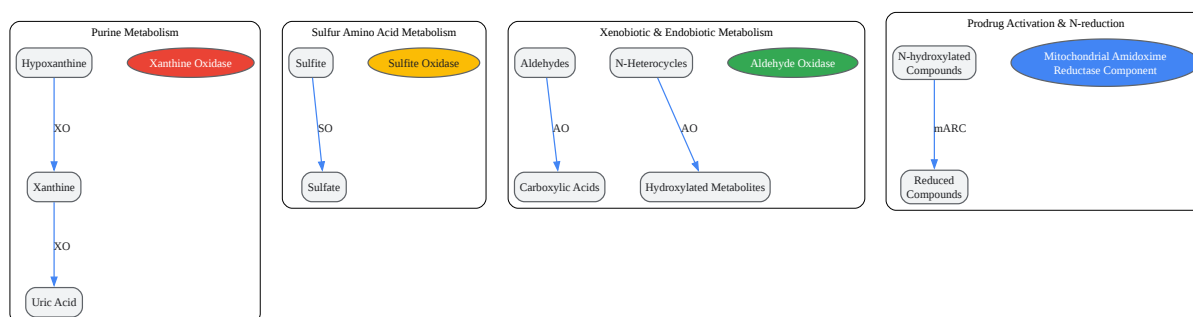 Purine Metabolism
Hypoxanthine
Xanthine Oxidase
XO
Xanthine
XO
Uric Acid
Sulfur Amino Acid Metabolism
Sulfite
Sulfite Oxidase
SO
Sulfate
Xenobiotic & Endobiotic Metabolism
Aldehydes
N-Heterocycles
Aldehyde Oxidase
AO
AO
Carboxylic Acids
Hydroxylated Metabolites
Prodrug Activation & N-reduction
N-hydroxylated
Compounds
Mitochondrial Amidoxime
Reductase Component
mARC
Reduced
Compounds